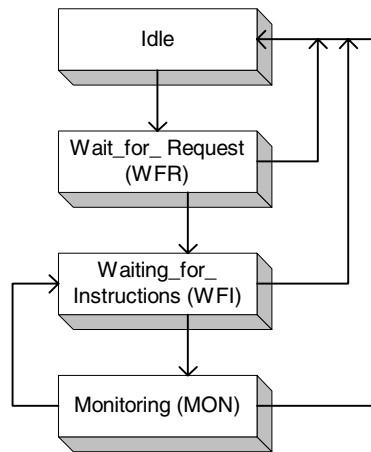 Idle
Wait_for_ Request
(WFR)
Waiting_for_
Instructions (WFI)
Monitoring (MON)